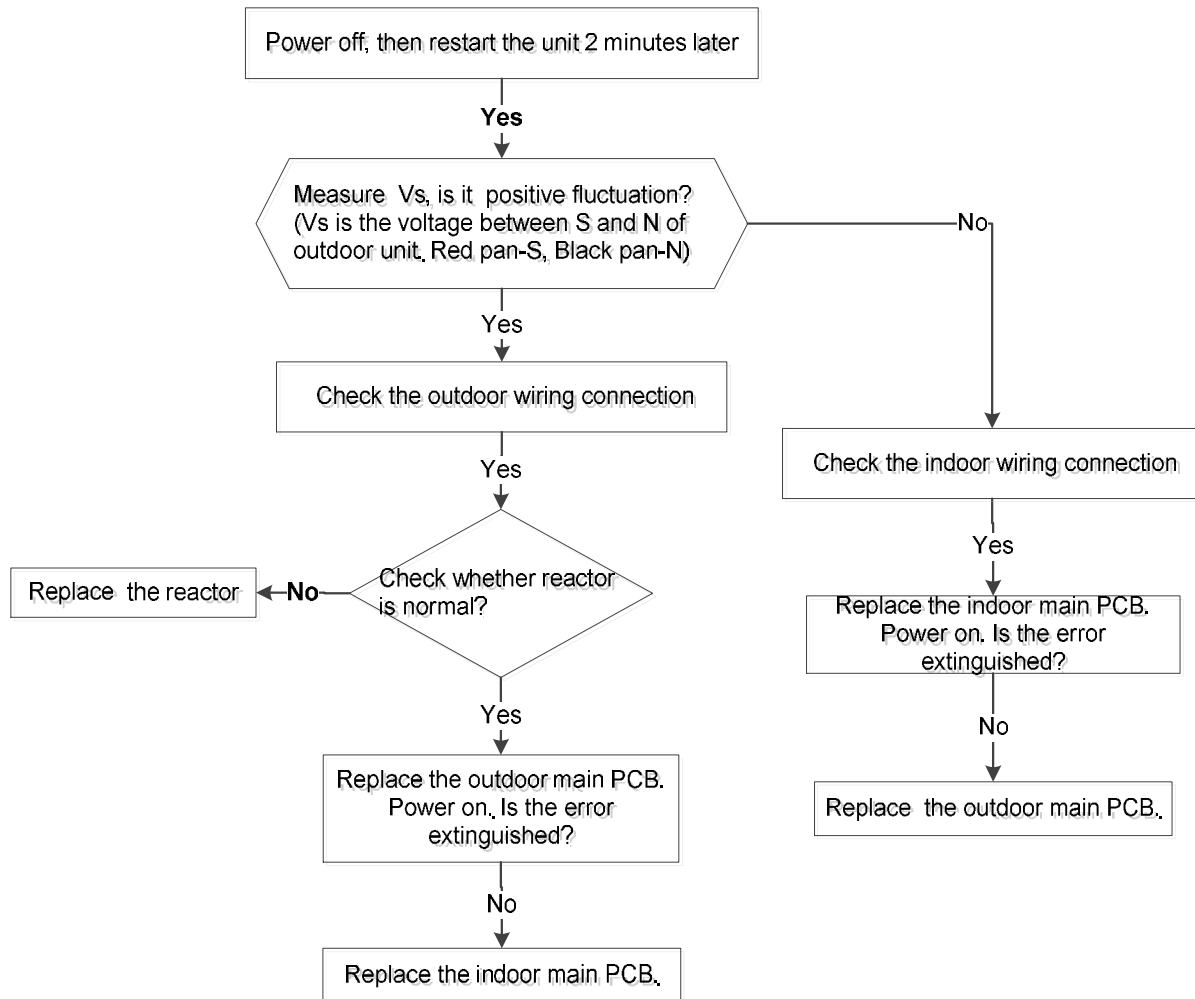 Power off, then restart the unit 2 minutes later
Yes
Measure Vs, is it positive fluctuation?
(Vs is the voltage between S and N of
outdoor unit. Red pan-S, Black pan-N)
No
Yes
Check the outdoor wiring connection
Yes
Check the indoor wiring connection
Yes
Check whether reactor
is normal?
No
Replace the reactor
Replace the indoor main PCB.
Power on. Is the error
extinguished?
Yes
No
Replace the outdoor main PCB.
Power on. Is the error
extinguished?
Replace the outdoor main PCB.
No
Replace the indoor main PCB.